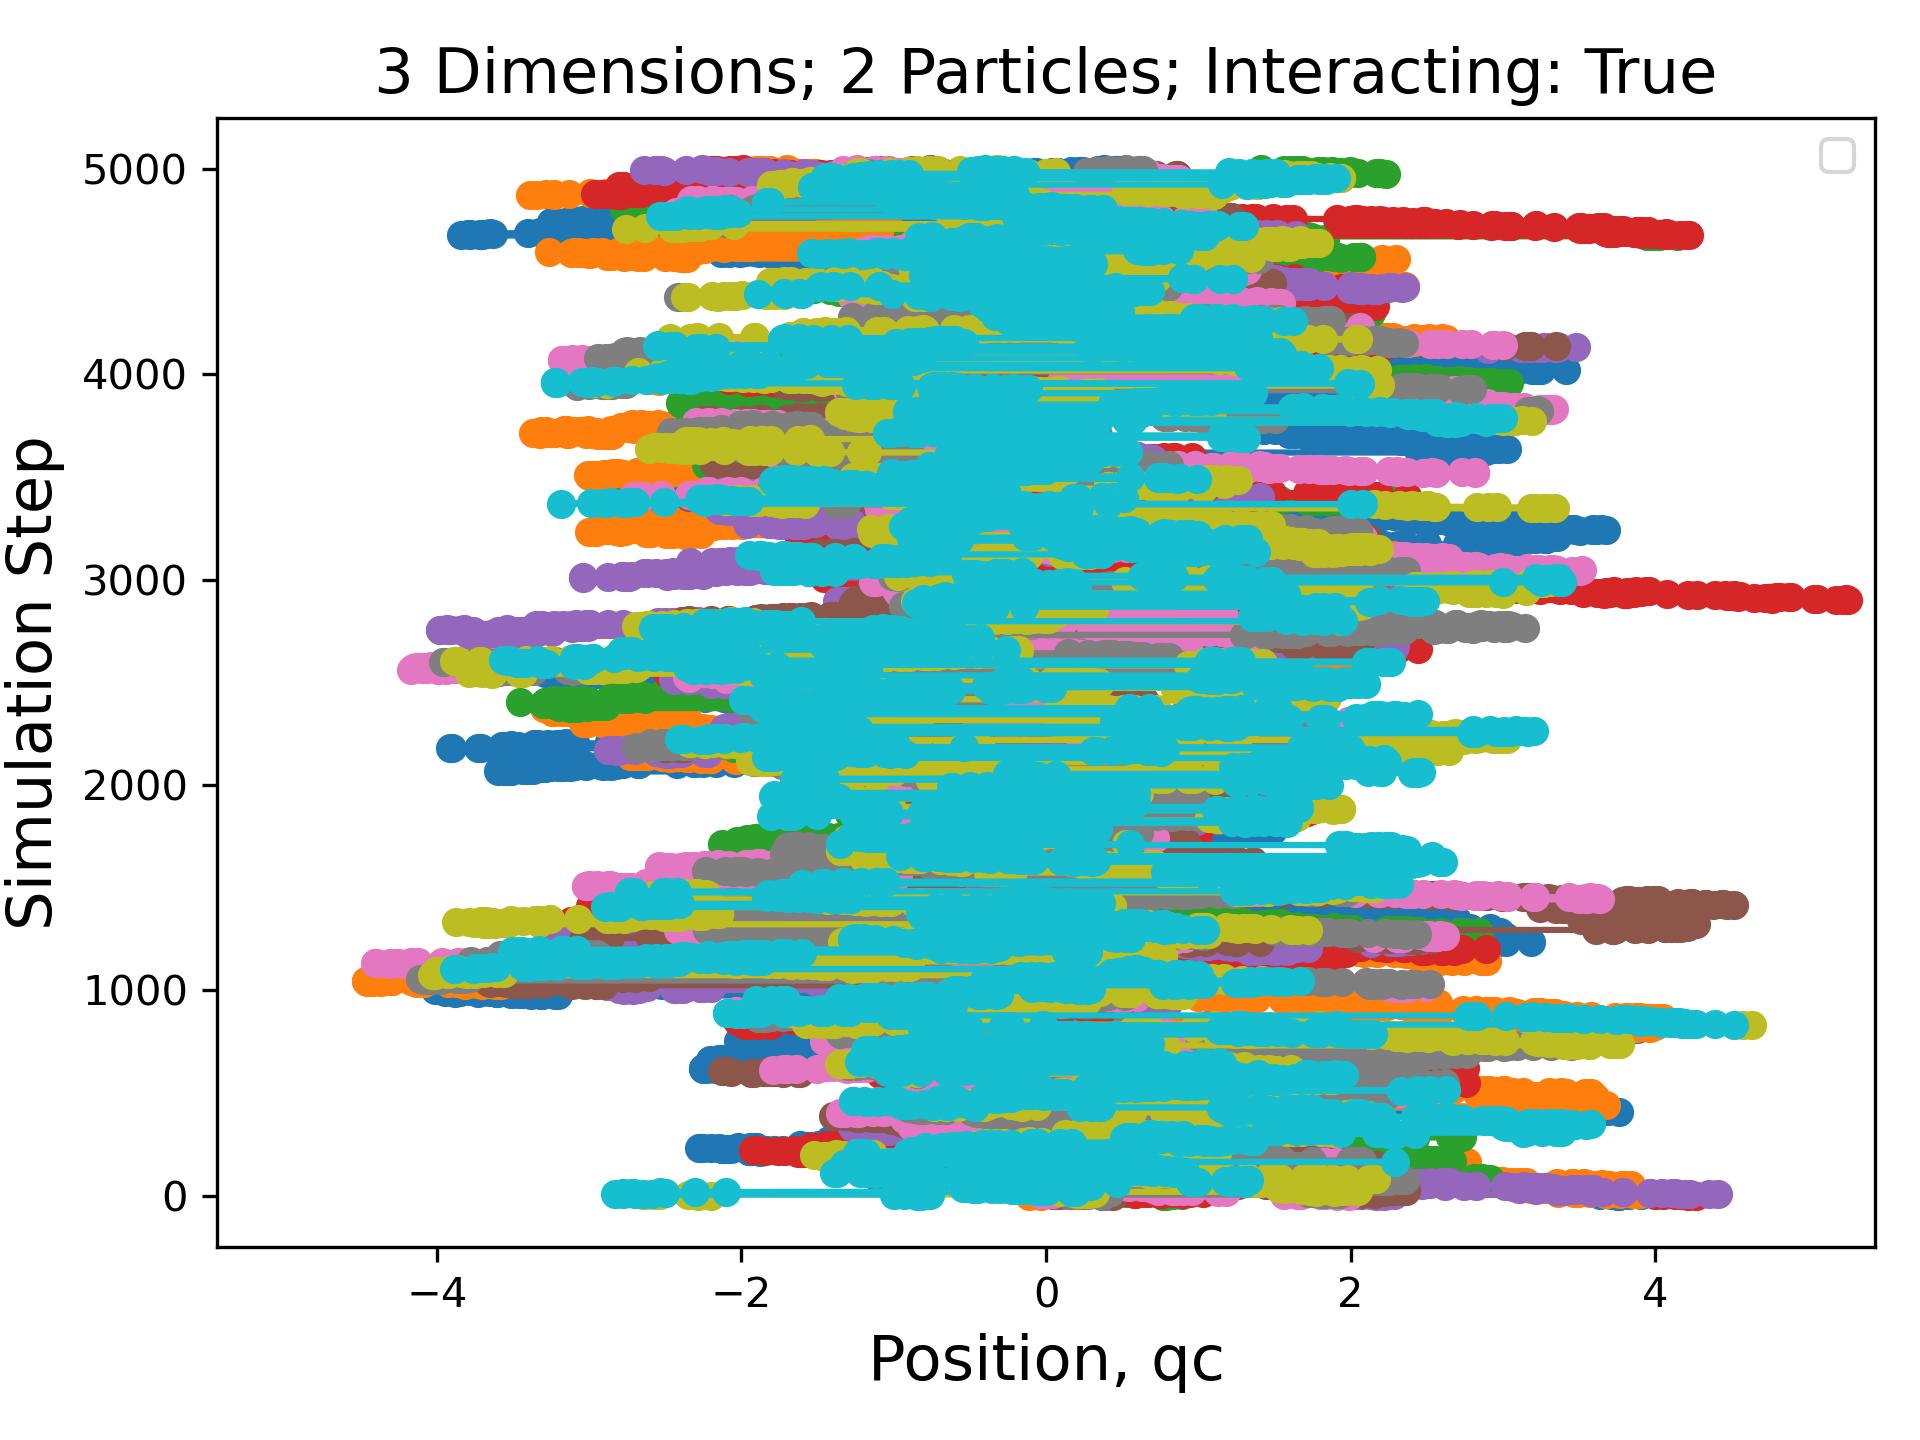 3 Dimensions; 2 Particles; Interacting: True
5000
4000
3000
2000
1000
0
Simulation Step
−4 −2 0 2 4
Position, qc